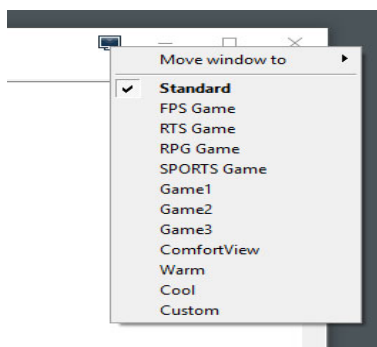 Move window to
Standard
FPS Game
RTS Game
RPG Game
SPORTS Game
Game1
Game2
Game3
ComfortView
Warm
Cool
Custom